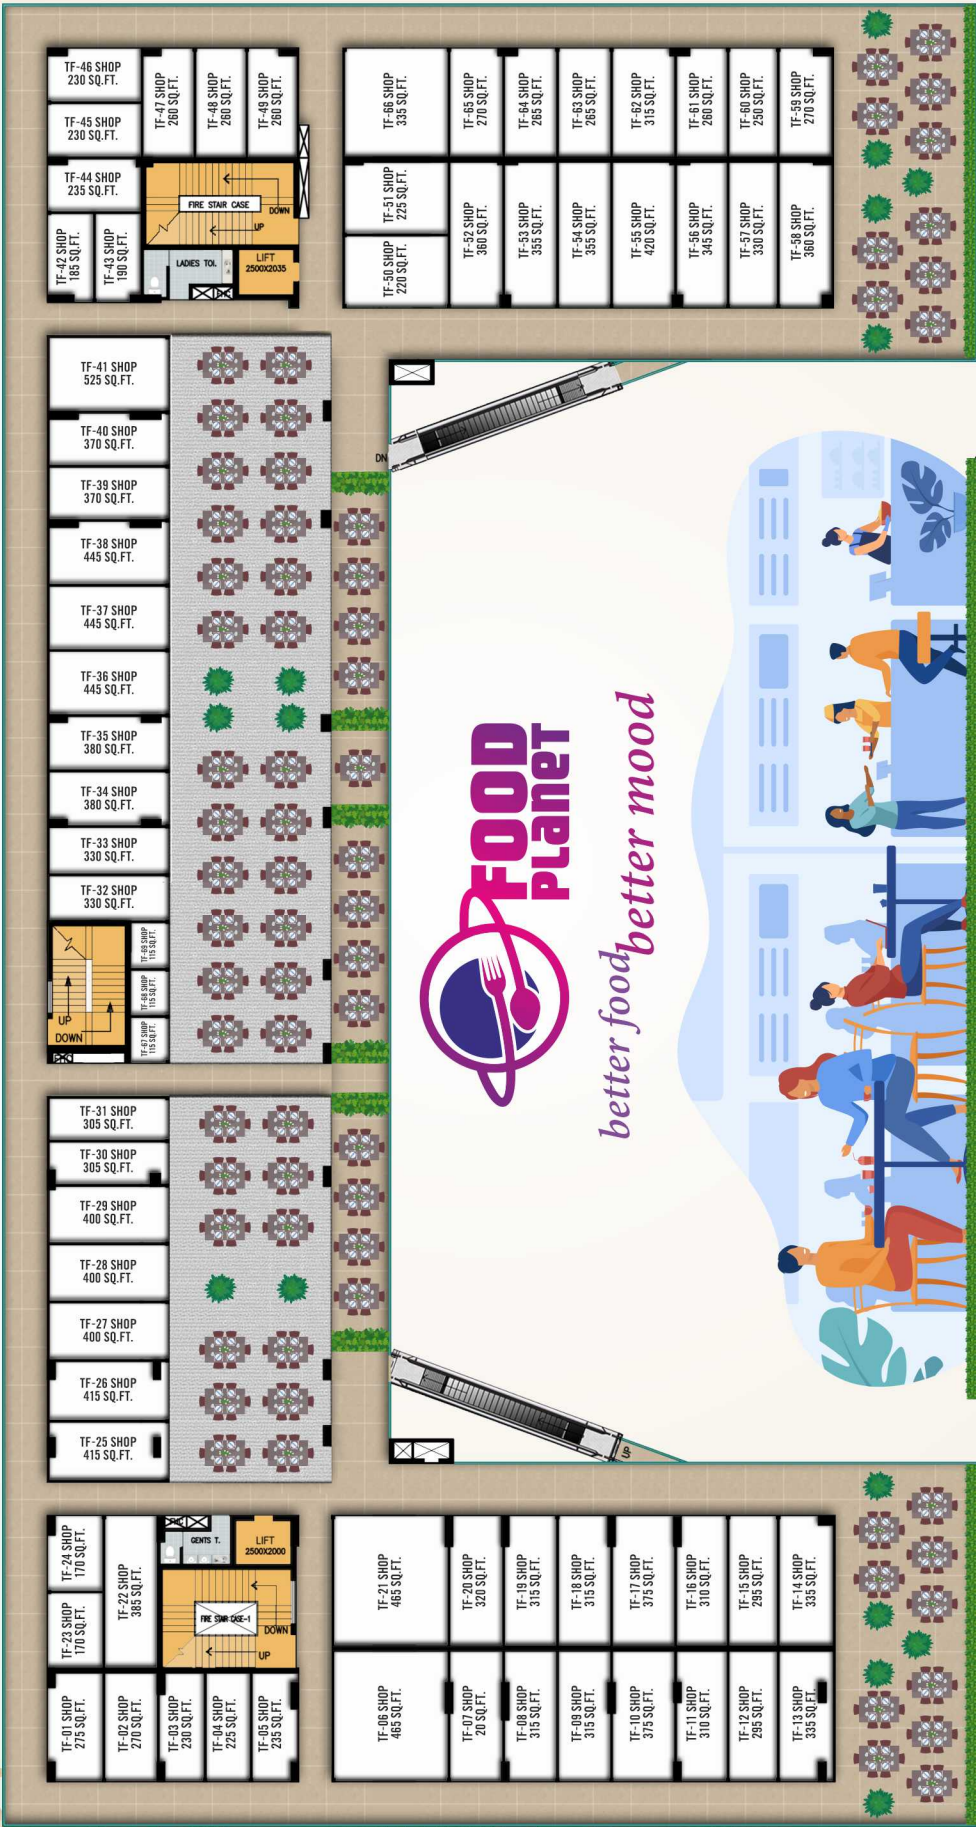 TF-46 SHOP
230 SQ.FT.
TF-45 SHOP
230 SQ.FT.
TF-44 SHOP
235 SQ.FT.
TF-42 SHOP
185 SQ.FT.
TF-43 SHOP
190 SQ.FT.
TF-47 SHOP
260 SQ.FT.
TF-48 SHOP
260 SQ.FT.
TF-49 SHOP
260 SQ.FT.
FIRE STAIR CASE
DOWN
UP
LADIES TOI.
LIFT
2500X2035
TF-66 SHOP
335 SQ.FT.
TF-65 SHOP
270 SQ.FT.
TF-64 SHOP
265 SQ.FT.
TF-63 SHOP
265 SQ.FT.
TF-62 SHOP
315 SQ.FT.
TF-61 SHOP
260 SQ.FT.
TF-60 SHOP
250 SQ.FT.
TF-59 SHOP
270 SQ.FT.
TF-51 SHOP
225 SQ.FT.
TF-50 SHOP
220 SQ.FT.
TF-52 SHOP
360 SQ.FT.
TF-53 SHOP
355 SQ.FT.
TF-54 SHOP
355 SQ.FT.
TF-55 SHOP
420 SQ.FT.
TF-56 SHOP
345 SQ.FT.
TF-57 SHOP
330 SQ.FT.
TF-58 SHOP
360 SQ.FT.
TF-41 SHOP
525 SQ.FT.
TF-40 SHOP
370 SQ.FT.
TF-39 SHOP
370 SQ.FT.
TF-38 SHOP
445 SQ.FT.
TF-37 SHOP
445 SQ.FT.
TF-36 SHOP
445 SQ.FT.
TF-35 SHOP
380 SQ.FT.
TF-34 SHOP
380 SQ.FT.
TF-33 SHOP
330 SQ.FT.
TF-32 SHOP
330 SQ.FT.
TF-69 SHOP
115 SQ.FT.
TF-68 SHOP
115 SQ.FT.
TF-67 SHOP
115 SQ.FT.
UP
DOWN
DN
FOOD
PLANET
better food better mood
TF-31 SHOP
305 SQ.FT.
TF-30 SHOP
305 SQ.FT.
TF-29 SHOP
400 SQ.FT.
TF-28 SHOP
400 SQ.FT.
TF-27 SHOP
400 SQ.FT.
TF-26 SHOP
415 SQ.FT.
TF-25 SHOP
415 SQ.FT.
UP
TF-24 SHOP
170 SQ.FT.
TF-23 SHOP
170 SQ.FT.
TF-22 SHOP
385 SQ.FT.
GENTS T.
LIFT
2500X2000
FIRE STAIR CASE-1
DOWN
UP
TF-01 SHOP
275 SQ.FT.
TF-02 SHOP
270 SQ.FT.
TF-03 SHOP
230 SQ.FT.
TF-04 SHOP
225 SQ.FT.
TF-05 SHOP
235 SQ.FT.
TF-21 SHOP
465 SQ.FT.
TF-20 SHOP
320 SQ.FT.
TF-19 SHOP
315 SQ.FT.
TF-18 SHOP
315 SQ.FT.
TF-17 SHOP
375 SQ.FT.
TF-16 SHOP
310 SQ.FT.
TF-15 SHOP
295 SQ.FT.
TF-14 SHOP
335 SQ.FT.
TF-06 SHOP
465 SQ.FT.
TF-07 SHOP
20 SQ.FT.
TF-08 SHOP
315 SQ.FT.
TF-09 SHOP
315 SQ.FT.
TF-10 SHOP
375 SQ.FT.
TF-11 SHOP
310 SQ.FT.
TF-12 SHOP
295 SQ.FT.
TF-13 SHOP
335 SQ.FT.